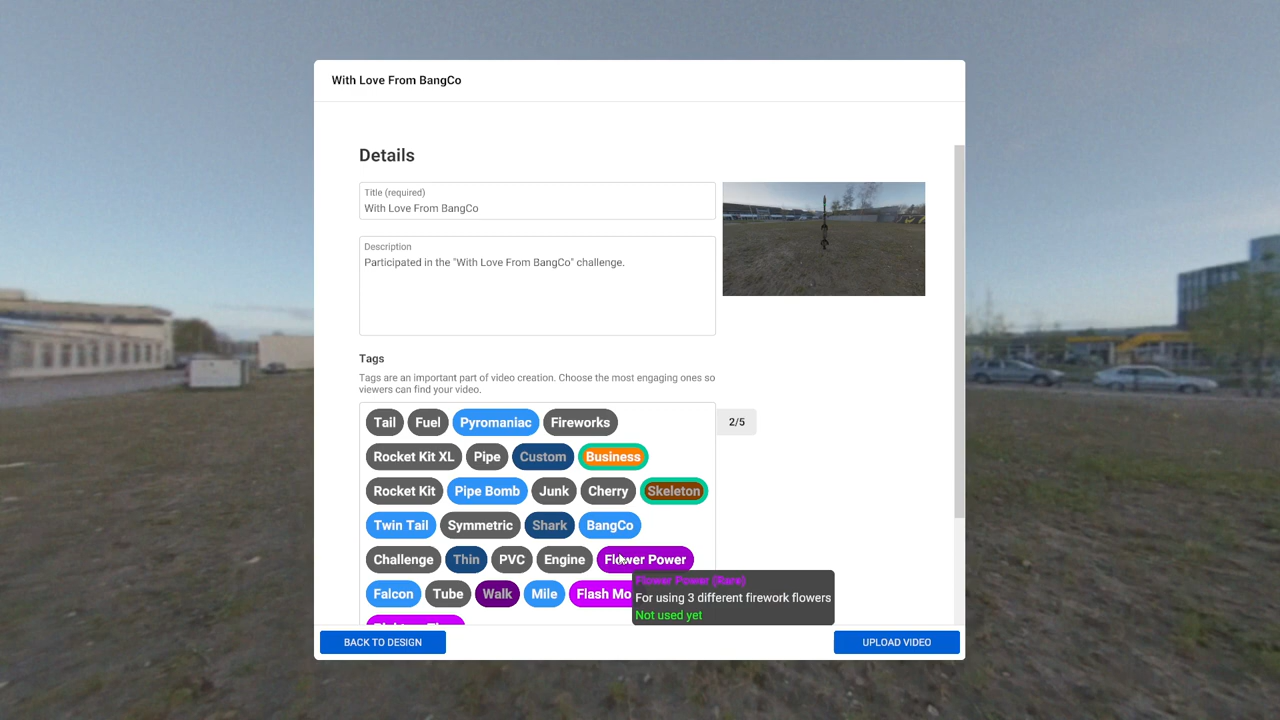 With Love From BangCo
Details
Title (required)
With Love From BangCo
Description
Participated in the "With Love From BangCo" challenge.
Tags
Tags are an important part of video creation. Choose the most engaging ones so
viewers can find your video.
Tail Fuel Pyromaniac Fireworks 2/5
Rocket Kit XL Pipe Custom Business
Rocket Kit Pipe Bomb Junk Cherry Skeleton
Twin Tail Symmetric Shark BangCo
Challenge Thin PVC Engine Flower Power
Flower Power (Rare)
Falcon Tube Walk Mile Flash Mo
For using 3 different firework flowers
Not used yet
BACK TO DESIGN UPLOAD VIDEO